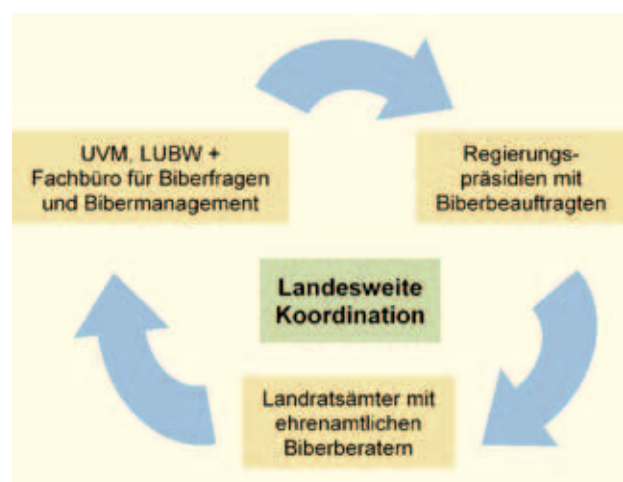 UVM, LUBW +
Fachbüro für Biberfragen
und Bibermanagement
Regierungs-
präsidien mit
Biberbeauftragten
Landesweite
Koordination
Landratsämter mit
ehrenamtlichen
Biberberatern